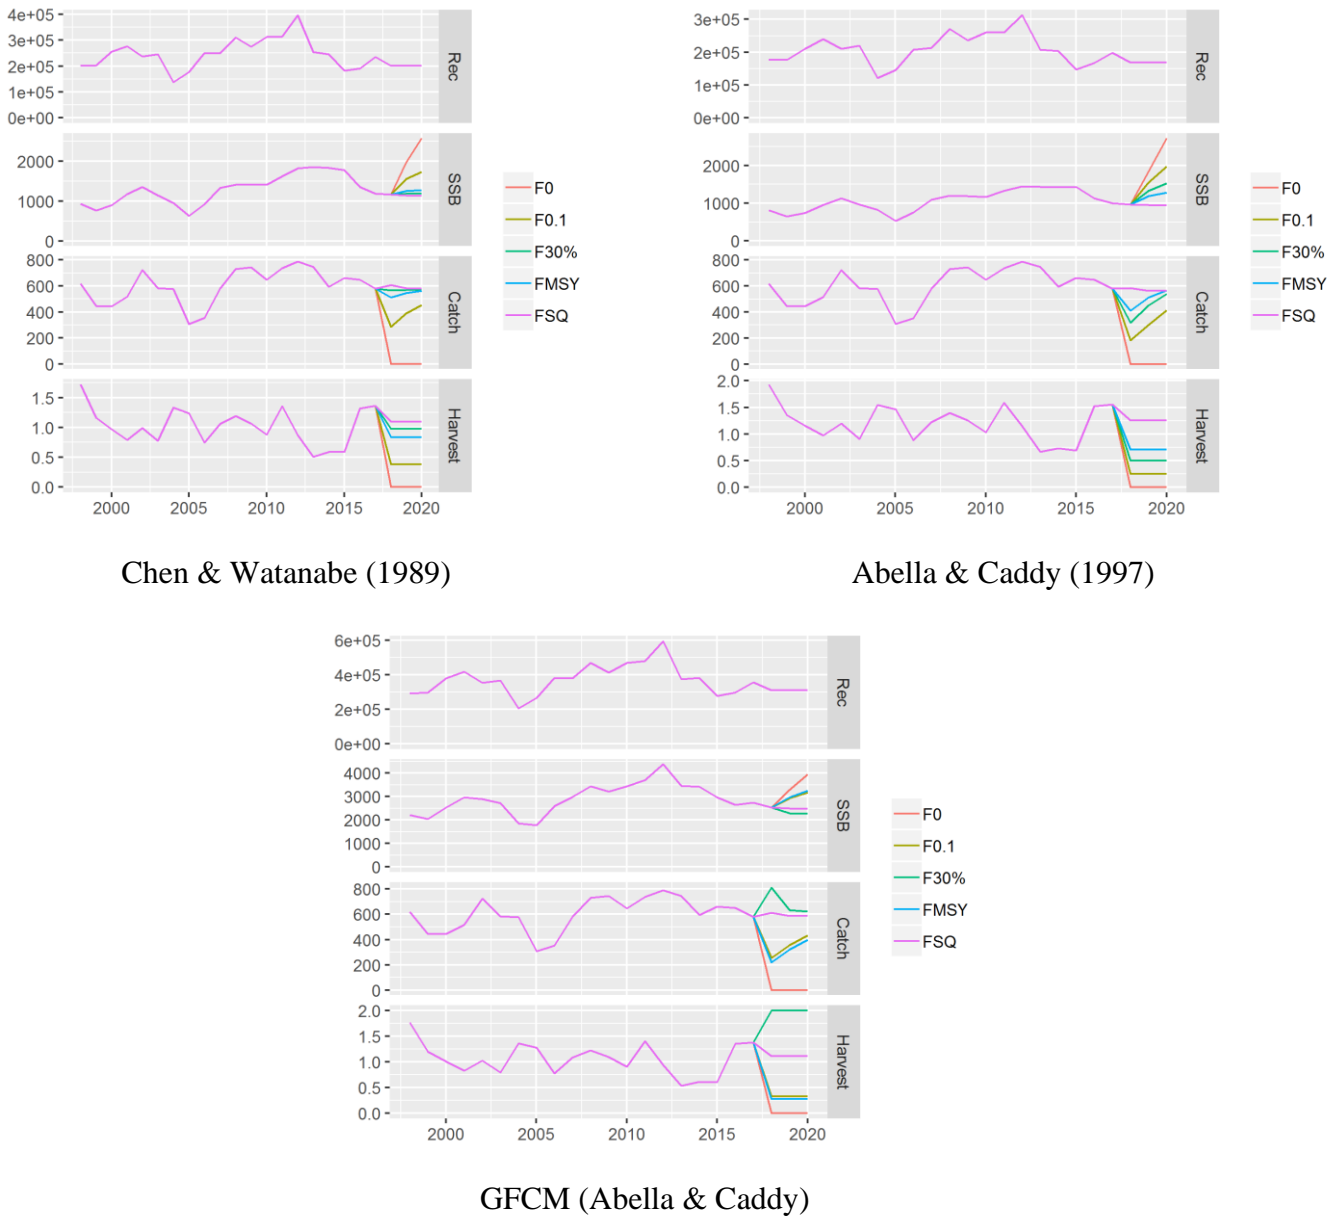 4e+05
3e+05
2e+05
1e+05
0e+00
Rec
2000
1000
0
SSB
800
600
400
200
0
Catch
1.5
1.0
0.5
0.0
Harvest
2000 2005 2010 2015 2020
F0
F0.1
F30%
FMSY
FSQ
Chen & Watanabe (1989)
3e+05
2e+05
1e+05
0e+00
Rec
2000
1000
0
SSB
800
600
400
200
0
Catch
2.0
1.5
1.0
0.5
0.0
Harvest
2000 2005 2010 2015 2020
F0
F0.1
F30%
FMSY
FSQ
Abella & Caddy (1997)
6e+05
4e+05
2e+05
0e+00
Rec
4000
3000
2000
1000
0
SSB
800
600
400
200
0
Catch
2.0
1.5
1.0
0.5
0.0
Harvest
2000 2005 2010 2015 2020
F0
F0.1
F30%
FMSY
FSQ
GFCM (Abella & Caddy)